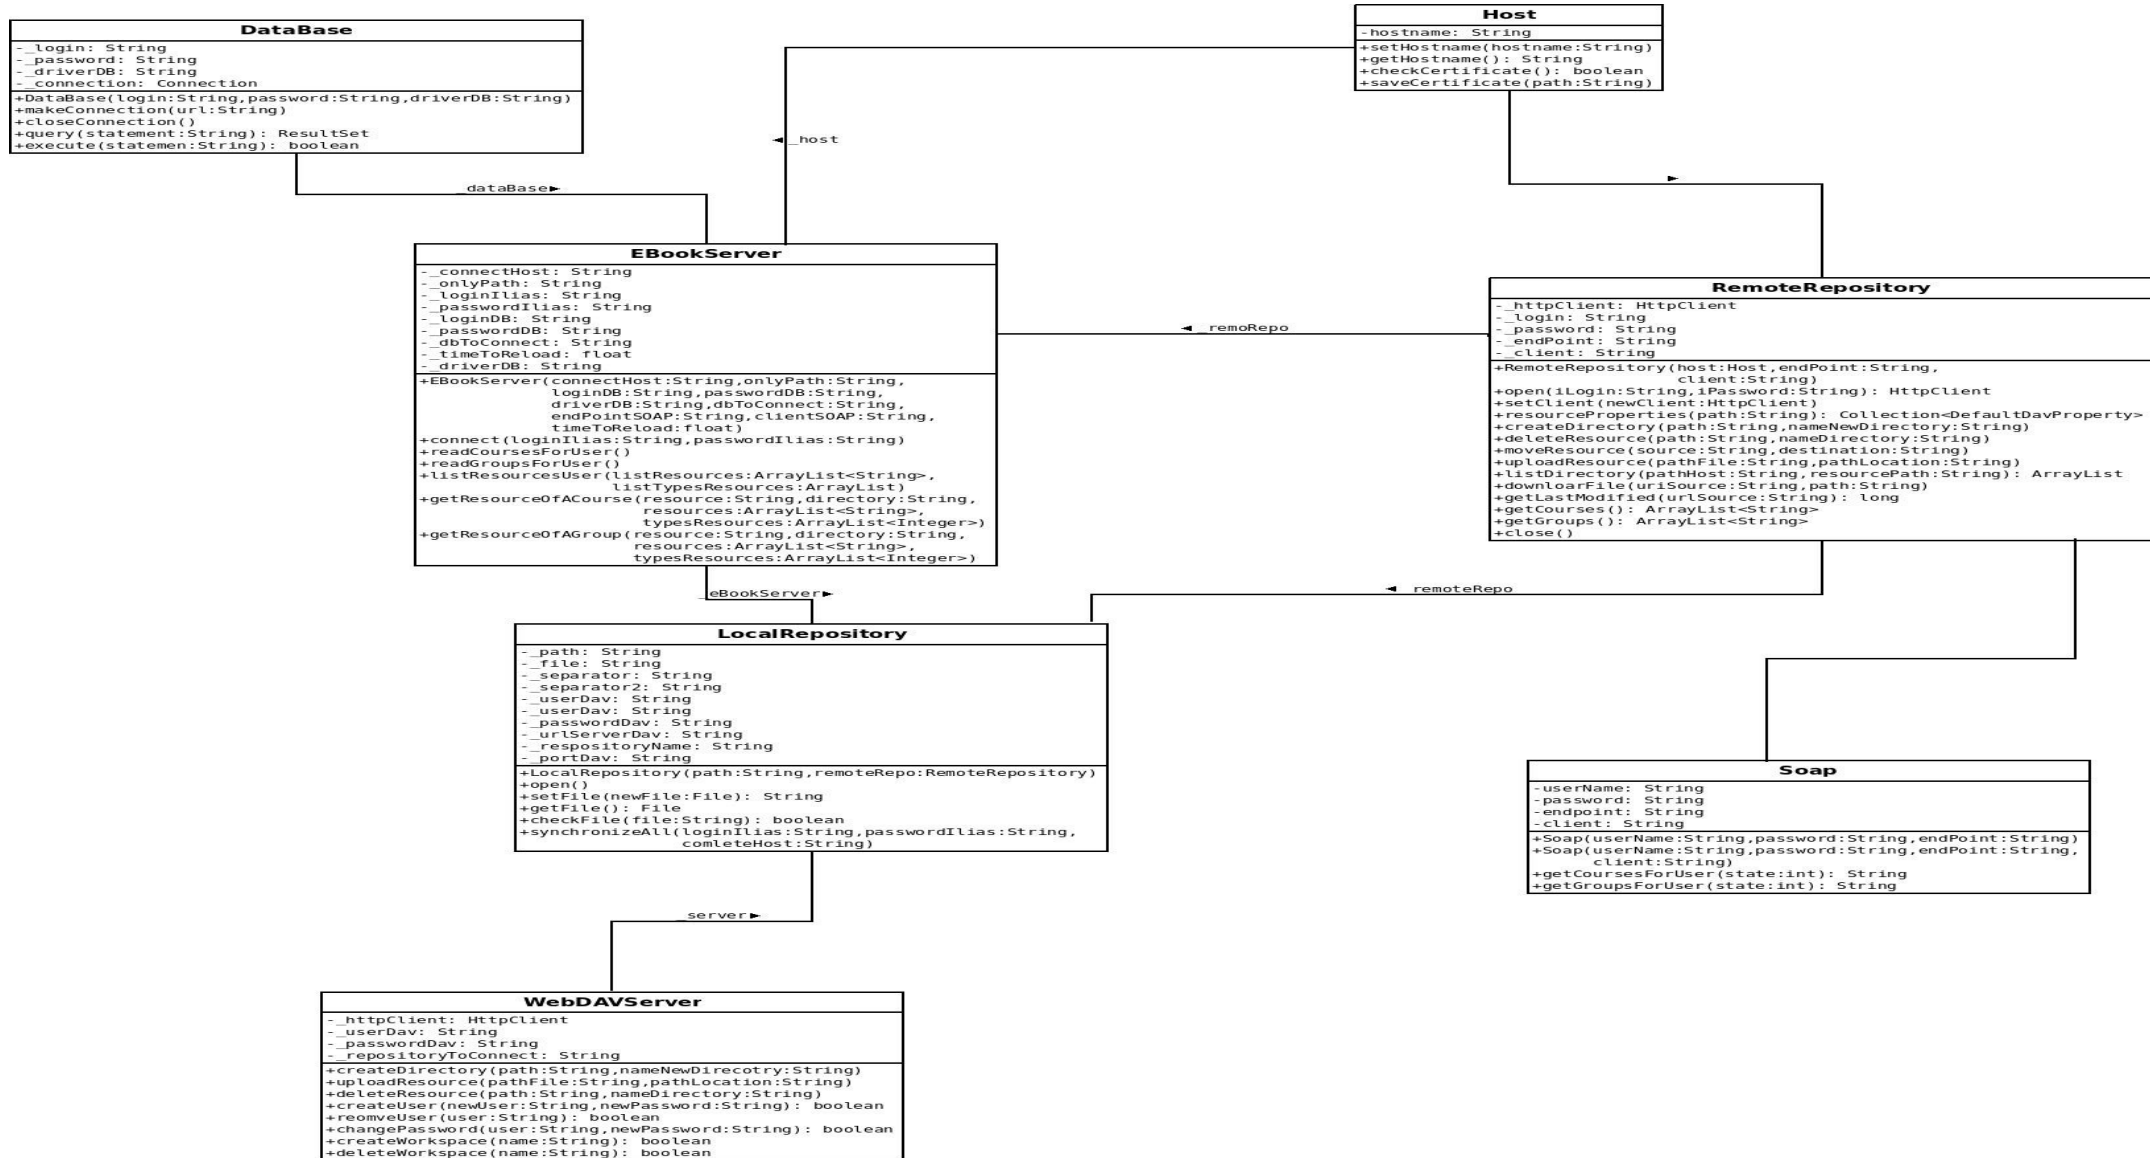 DataBase
-_login: String
-_password: String
-_driverDB: String
-_connection: Connection
+DataBase(login:String,password:String,driverDB:String)
+makeConnection(url:String)
+closeConnection()
+query(statement:String): ResultSet
+execute(statemen:String): boolean
Host
-hostname: String
+setHostname(hostname:String)
+getHostname(): String
+checkCertificate(): boolean
+saveCertificate(path:String)
_host
_dataBase
EBookServer
-_connectHost: String
-_onlyPath: String
-_loginIlias: String
-_passwordIlias: String
-_loginDB: String
-_passwordDB: String
-_dbToConnect: String
-_timeToReload: float
-_driverDB: String
+EBookServer(connectHost:String,onlyPath:String,
loginDB:String,passwordDB:String,
driverDB:String,dbToConnect:String,
endPointSOAP:String,clientSOAP:String,
timeToReload:float)
+connect(loginIlias:String,passwordIlias:String)
+readCoursesForUser()
+readGroupsForUser()
+listResourcesUser(listResources:ArrayList<String>,
listTypesResources:ArrayList)
+getResourceOfACourse(resource:String,directory:String,
resources:ArrayList<String>,
typesResources:ArrayList<Integer>)
+getResourceOfAGroup(resource:String,directory:String,
resources:ArrayList<String>,
typesResources:ArrayList<Integer>)
_remoRepo
RemoteRepository
-_httpClient: HttpClient
-_login: String
-_password: String
-_endPoint: String
-_client: String
+RemoteRepository(host:Host,endPoint:String,
client:String)
+open(iLogin:String,iPassword:String): HttpClient
+setClient(newClient:HttpClient)
+resourceProperties(path:String): Collection<DefaultDavProperty>
+createDirectory(path:String,nameNewDirectory:String)
+deleteResource(path:String,nameDirectory:String)
+moveResource(source:String,destination:String)
+uploadResource(pathFile:String,pathLocation:String)
+listDirectory(pathHost:String,resourcePath:String): ArrayList
+downloarFile(uriSource:String,path:String)
+getLastModified(urlSource:String): long
+getCourses(): ArrayList<String>
+getGroups(): ArrayList<String>
+close()
_eBookServer
_remoteRepo
LocalRepository
-_path: String
-_file: String
-_separator: String
-_separator2: String
-_userDav: String
-_userDav: String
-_passwordDav: String
-_urlServerDav: String
-_respositoryName: String
-_portDav: String
+LocalRepository(path:String,remoteRepo:RemoteRepository)
+open()
+setFile(newFile:File): String
+getFile(): File
+checkFile(file:String): boolean
+synchronizeAll(loginIlias:String,passwordIlias:String,
comleteHost:String)
Soap
-userName: String
-password: String
-endpoint: String
-client: String
+Soap(userName:String,password:String,endPoint:String)
+Soap(userName:String,password:String,endPoint:String,
client:String)
+getCoursesForUser(state:int): String
+getGroupsForUser(state:int): String
_server
WebDAVServer
-_httpClient: HttpClient
-_userDav: String
-_passwordDav: String
-_repositoryToConnect: String
+createDirectory(path:String,nameNewDirecotry:String)
+uploadResource(pathFile:String,pathLocation:String)
+deleteResource(path:String,nameDirectory:String)
+createUser(newUser:String,newPassword:String): boolean
+reomveUser(user:String): boolean
+changePassword(user:String,newPassword:String): boolean
+createWorkspace(name:String): boolean
+deleteWorkspace(name:String): boolean